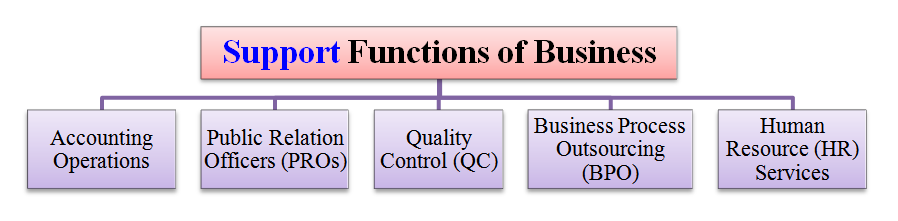 Support Functions of Business
Accounting
Operations
Public Relation
Officers (PROs)
Quality
Control (QC)
Business Process
Outsourcing
(BPO)
Human
Resource (HR)
Services